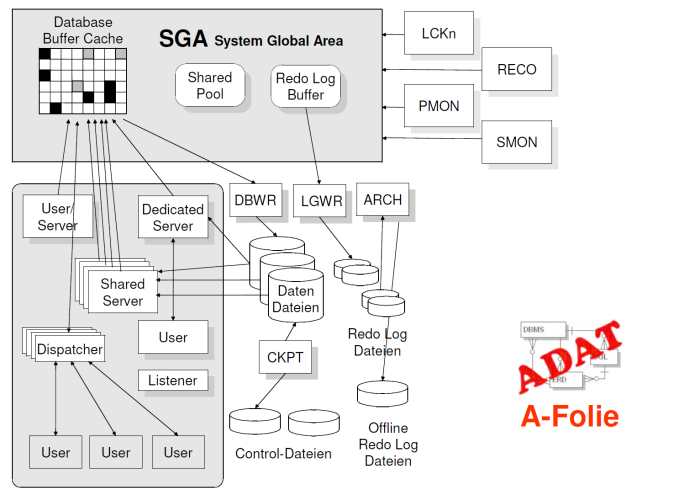 Database
Buffer Cache
SGA System Global Area
Shared
Pool
Redo Log
Buffer
LCKn
RECO
PMON
SMON
User/
Server
Dedicated
Server
DBWR
LGWR
ARCH
Shared
Server
Daten
Dateien
User
Dispatcher
CKPT
Redo Log
Dateien
Listener
User
User
User
Control-Dateien
Offline
Redo Log
Dateien
DBMS
ERD
ADAT
A-Folie